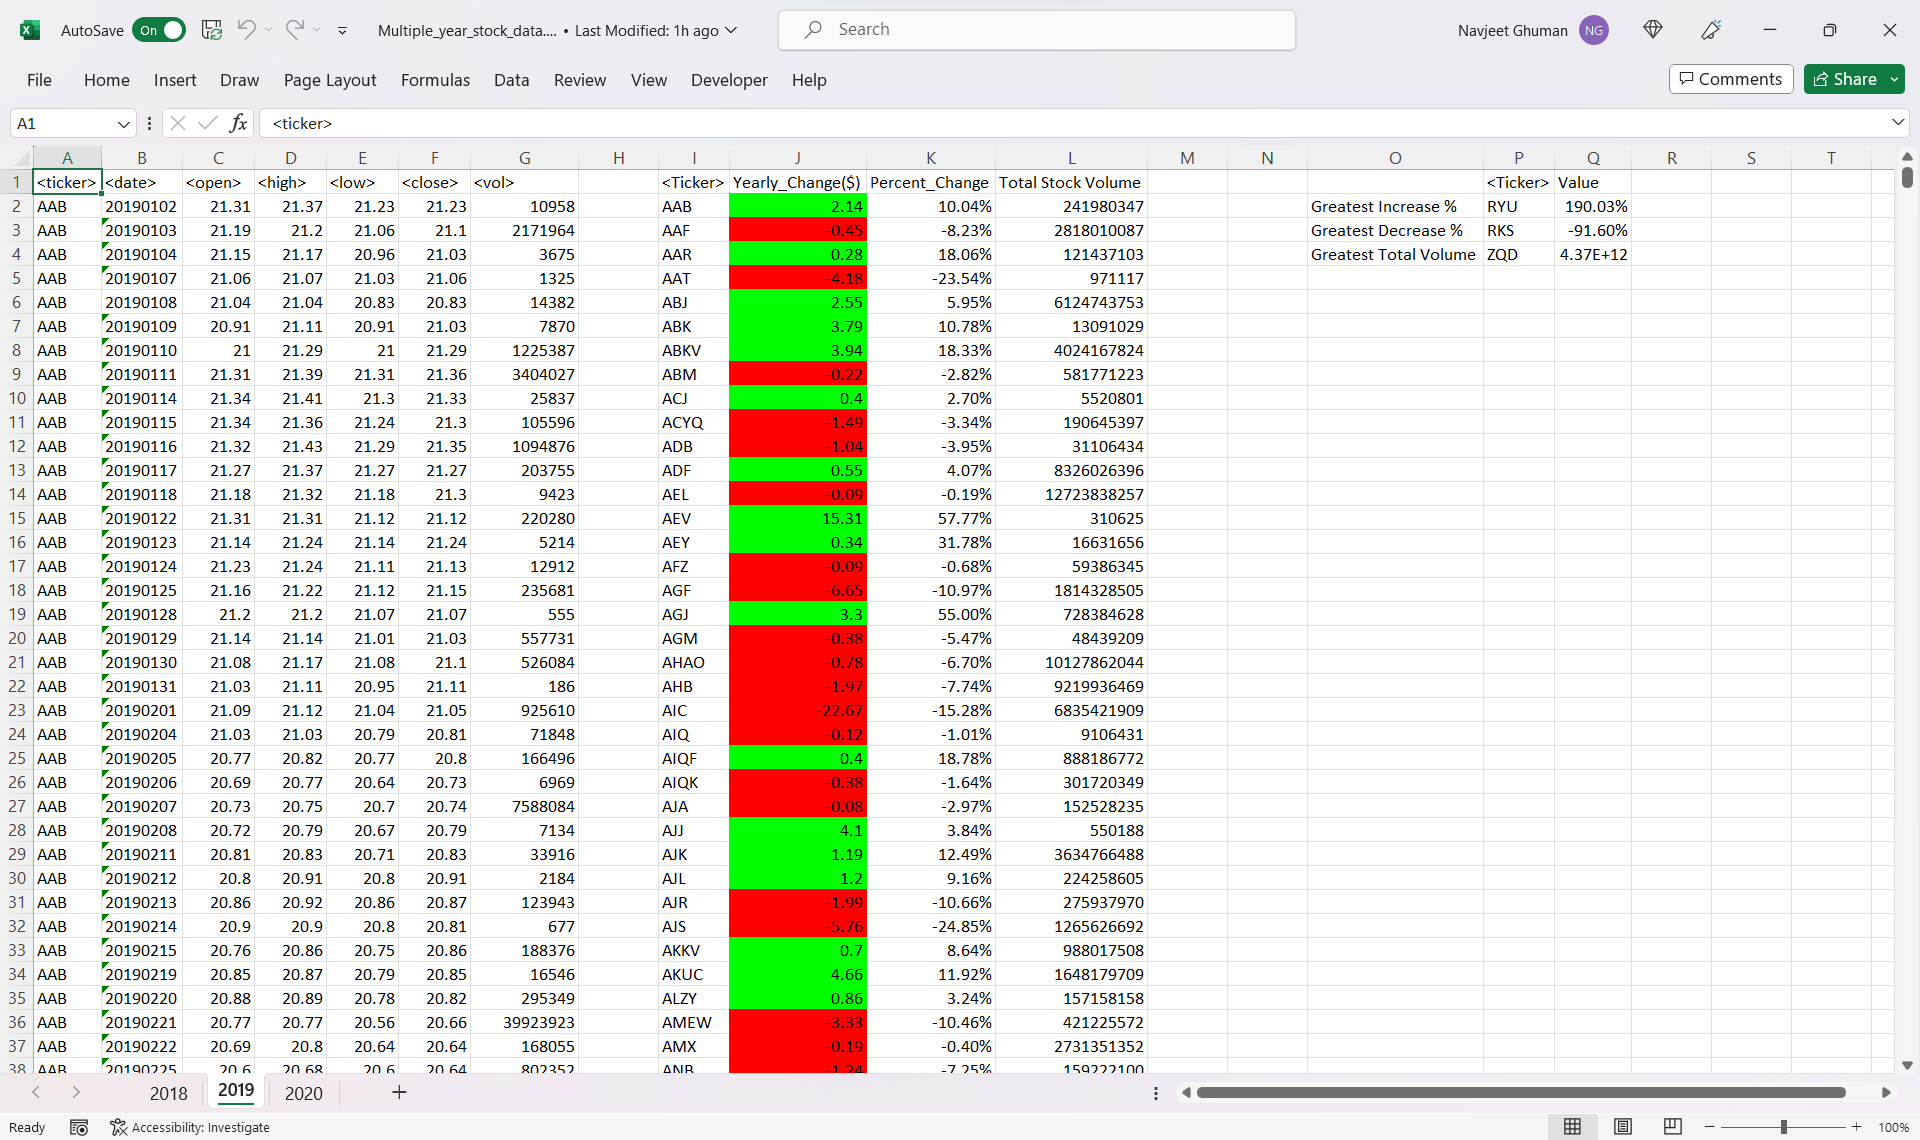 AutoSave On Multiple_year_stock_data.... • Last Modified: 1h ago Search Navjeet Ghuman NG
File Home Insert Draw Page Layout Formulas Data Review View Developer Help Comments Share
A1 fx <ticker>
A B C D E F G H I J K L M N O P Q R S T
1 <ticker> <date> <open> <high> <low> <close> <vol> <Ticker> Yearly_Change($) Percent_Change Total Stock Volume <Ticker> Value
2 AAB 20190102 21.31 21.37 21.23 21.23 10958 AAB 2.14 10.04% 241980347 Greatest Increase % RYU 190.03%
3 AAB 20190103 21.19 21.2 21.06 21.1 2171964 AAF -0.45 -8.23% 2818010087 Greatest Decrease % RKS -91.60%
4 AAB 20190104 21.15 21.17 20.96 21.03 3675 AAR 0.28 18.06% 121437103 Greatest Total Volume ZQD 4.37E+12
5 AAB 20190107 21.06 21.07 21.03 21.06 1325 AAT -4.18 -23.54% 971117
6 AAB 20190108 21.04 21.04 20.83 20.83 14382 ABJ 2.55 5.95% 6124743753
7 AAB 20190109 20.91 21.11 20.91 21.03 7870 ABK 3.79 10.78% 13091029
8 AAB 20190110 21 21.29 21 21.29 1225387 ABKV 3.94 18.33% 4024167824
9 AAB 20190111 21.31 21.39 21.31 21.36 3404027 ABM -0.22 -2.82% 581771223
10 AAB 20190114 21.34 21.41 21.3 21.33 25837 ACJ 0.4 2.70% 5520801
11 AAB 20190115 21.34 21.36 21.24 21.3 105596 ACYQ -1.49 -3.34% 190645397
12 AAB 20190116 21.32 21.43 21.29 21.35 1094876 ADB -1.04 -3.95% 31106434
13 AAB 20190117 21.27 21.37 21.27 21.27 203755 ADF 0.55 4.07% 8326026396
14 AAB 20190118 21.18 21.32 21.18 21.3 9423 AEL -0.09 -0.19% 12723838257
15 AAB 20190122 21.31 21.31 21.12 21.12 220280 AEV 15.31 57.77% 310625
16 AAB 20190123 21.14 21.24 21.14 21.24 5214 AEY 0.34 31.78% 16631656
17 AAB 20190124 21.23 21.24 21.11 21.13 12912 AFZ -0.09 -0.68% 59386345
18 AAB 20190125 21.16 21.22 21.12 21.15 235681 AGF -6.65 -10.97% 1814328505
19 AAB 20190128 21.2 21.2 21.07 21.07 555 AGJ 3.3 55.00% 728384628
20 AAB 20190129 21.14 21.14 21.01 21.03 557731 AGM -0.38 -5.47% 48439209
21 AAB 20190130 21.08 21.17 21.08 21.1 526084 AHAO -0.78 -6.70% 10127862044
22 AAB 20190131 21.03 21.11 20.95 21.11 186 AHB -1.97 -7.74% 9219936469
23 AAB 20190201 21.09 21.12 21.04 21.05 925610 AIC -22.67 -15.28% 6835421909
24 AAB 20190204 21.03 21.03 20.79 20.81 71848 AIQ -0.12 -1.01% 9106431
25 AAB 20190205 20.77 20.82 20.77 20.8 166496 AIQF 0.4 18.78% 888186772
26 AAB 20190206 20.69 20.77 20.64 20.73 6969 AIQK -0.38 -1.64% 301720349
27 AAB 20190207 20.73 20.75 20.7 20.74 7588084 AJA -0.08 -2.97% 152528235
28 AAB 20190208 20.72 20.79 20.67 20.79 7134 AJJ 4.1 3.84% 550188
29 AAB 20190211 20.81 20.83 20.71 20.83 33916 AJK 1.19 12.49% 3634766488
30 AAB 20190212 20.8 20.91 20.8 20.91 2184 AJL 1.2 9.16% 224258605
31 AAB 20190213 20.86 20.92 20.86 20.87 123943 AJR -1.99 -10.66% 275937970
32 AAB 20190214 20.9 20.9 20.8 20.81 677 AJS -5.76 -24.85% 1265626692
33 AAB 20190215 20.76 20.86 20.75 20.86 188376 AKKV 0.7 8.64% 988017508
34 AAB 20190219 20.85 20.87 20.79 20.85 16546 AKUC 4.66 11.92% 1648179709
35 AAB 20190220 20.88 20.89 20.78 20.82 295349 ALZY 0.86 3.24% 157158158
36 AAB 20190221 20.77 20.77 20.56 20.66 39923923 AMEW -3.33 -10.46% 421225572
37 AAB 20190222 20.69 20.8 20.64 20.64 168055 AMX -0.19 -0.40% 2731351352
38 AAB 20190225 20.6 20.68 20.6 20.64 802352 ANB -1.24 -7.25% 159222100
2018 2019 2020
Ready Accessibility: Investigate 100%